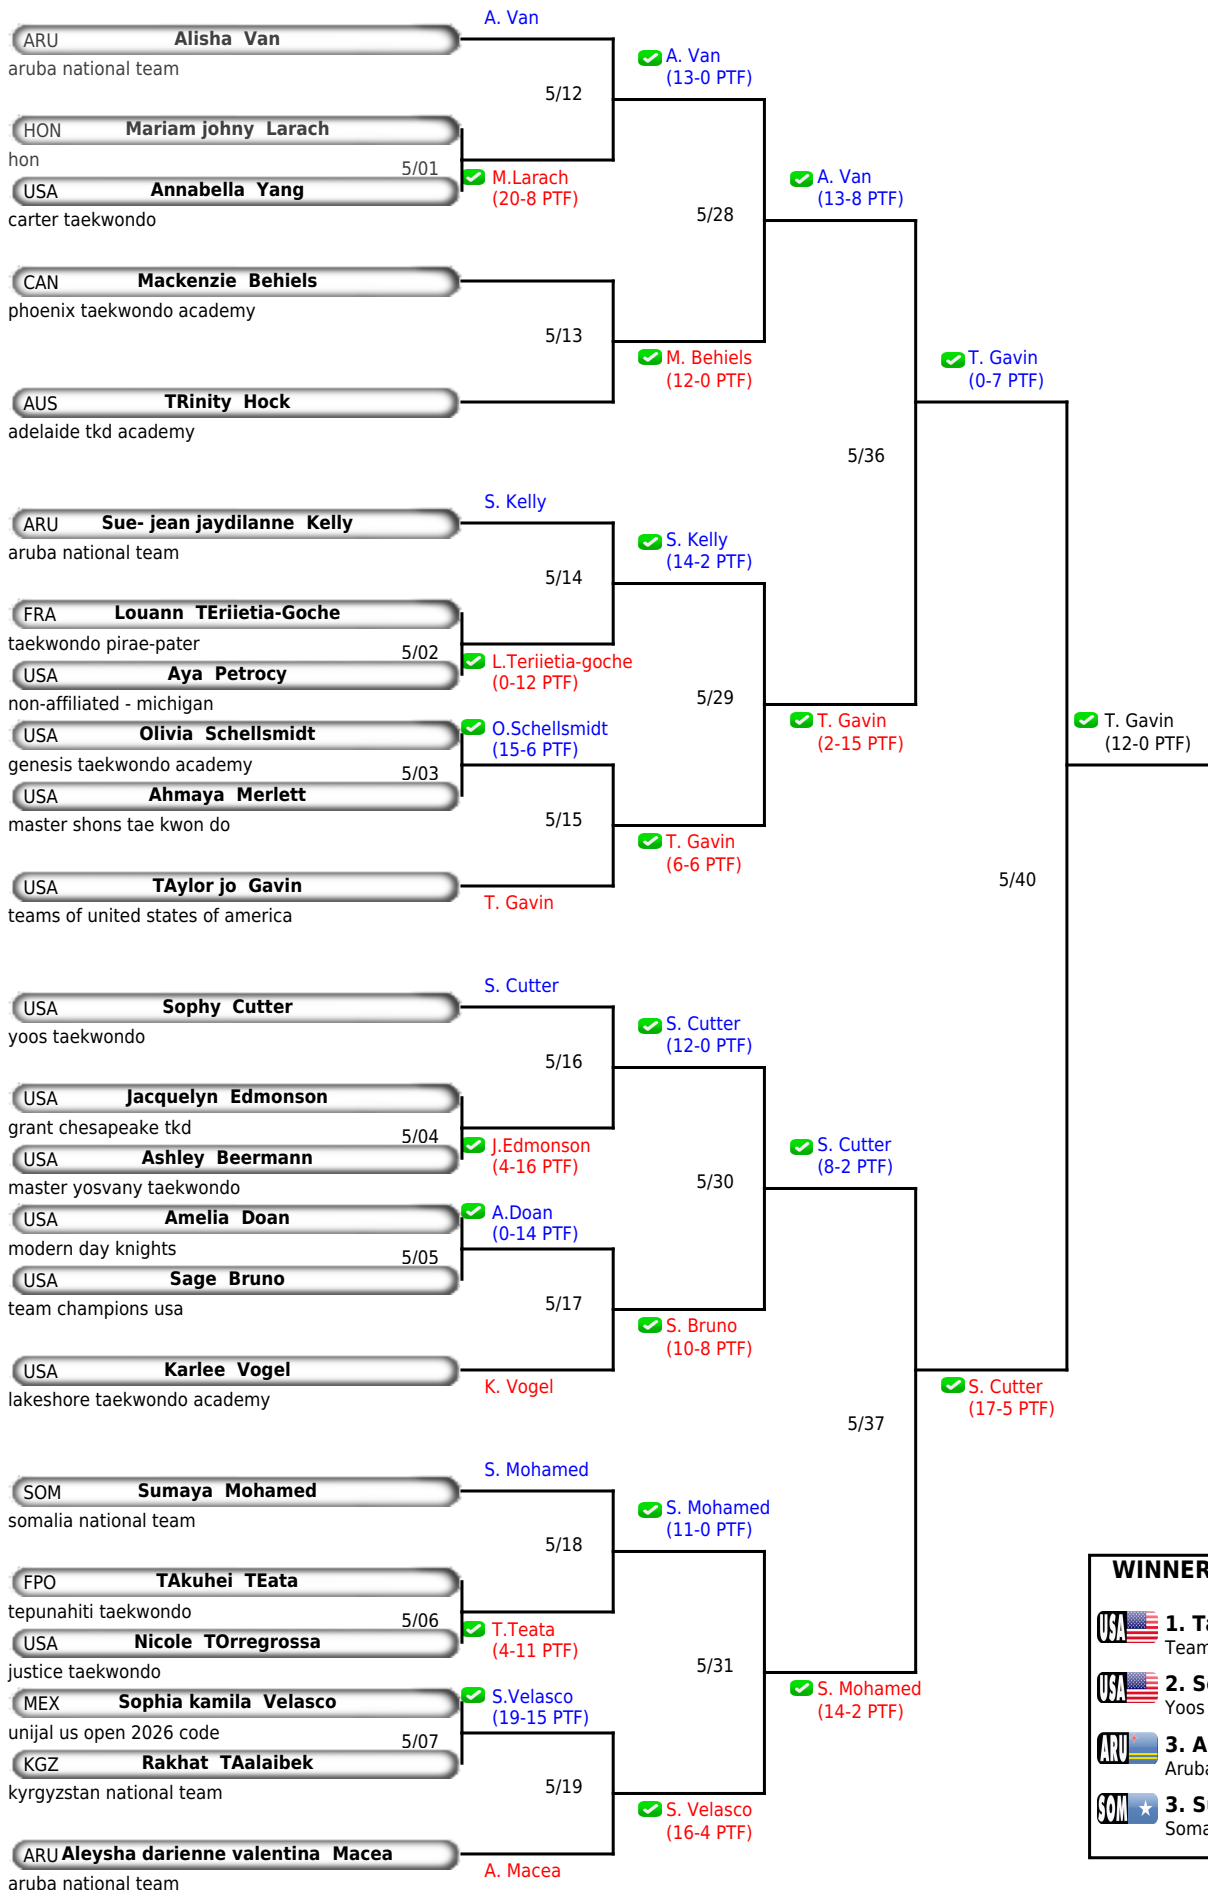 A. Van
ARU Alisha Van
aruba national team
A. Van
(13-0 PTF)
5/12
HON Mariam johny Larach
hon
5/01
M.Larach
(20-8 PTF)
USA Annabella Yang
carter taekwondo
A. Van
(13-8 PTF)
5/28
CAN Mackenzie Behiels
phoenix taekwondo academy
5/13
M. Behiels
(12-0 PTF)
T. Gavin
(0-7 PTF)
AUS TRinity Hock
adelaide tkd academy
5/36
S. Kelly
ARU Sue- jean jaydilanne Kelly
aruba national team
S. Kelly
(14-2 PTF)
5/14
FRA Louann TEriietia-Goche
taekwondo pirae-pater
5/02
L.Teriietia-goche
(0-12 PTF)
USA Aya Petrocy
non-affiliated - michigan
5/29
USA Olivia Schellsmidt
genesis taekwondo academy
O.Schellsmidt
(15-6 PTF)
T. Gavin
(2-15 PTF)
T. Gavin
(12-0 PTF)
5/03
USA Ahmaya Merlett
master shons tae kwon do
5/15
T. Gavin
(6-6 PTF)
USA TAylor jo Gavin
teams of united states of america
T. Gavin
5/40
S. Cutter
USA Sophy Cutter
yoos taekwondo
S. Cutter
(12-0 PTF)
5/16
USA Jacquelyn Edmonson
grant chesapeake tkd
5/04
J.Edmonson
(4-16 PTF)
USA Ashley Beermann
master yosvany taekwondo
S. Cutter
(8-2 PTF)
5/30
USA Amelia Doan
modern day knights
A.Doan
(0-14 PTF)
5/05
USA Sage Bruno
team champions usa
5/17
S. Bruno
(10-8 PTF)
USA Karlee Vogel
lakeshore taekwondo academy
K. Vogel
S. Cutter
(17-5 PTF)
5/37
S. Mohamed
SOM Sumaya Mohamed
somalia national team
S. Mohamed
(11-0 PTF)
5/18
FPO TAkuhei TEata
tepunahiti taekwondo
5/06
T.Teata
(4-11 PTF)
USA Nicole TOrregrossa
justice taekwondo
5/31
MEX Sophia kamila Velasco
unijal us open 2026 code
S.Velasco
(19-15 PTF)
S. Mohamed
(14-2 PTF)
5/07
KGZ Rakhat TAalaibek
kyrgyzstan national team
5/19
S. Velasco
(16-4 PTF)
ARU Aleysha darienne valentina Macea
aruba national team
A. Macea
WINNER
USA 1. Ta
Team
USA 2. So
Yoos
ARU 3. A
Aruba
SOM 3. Su
Soma